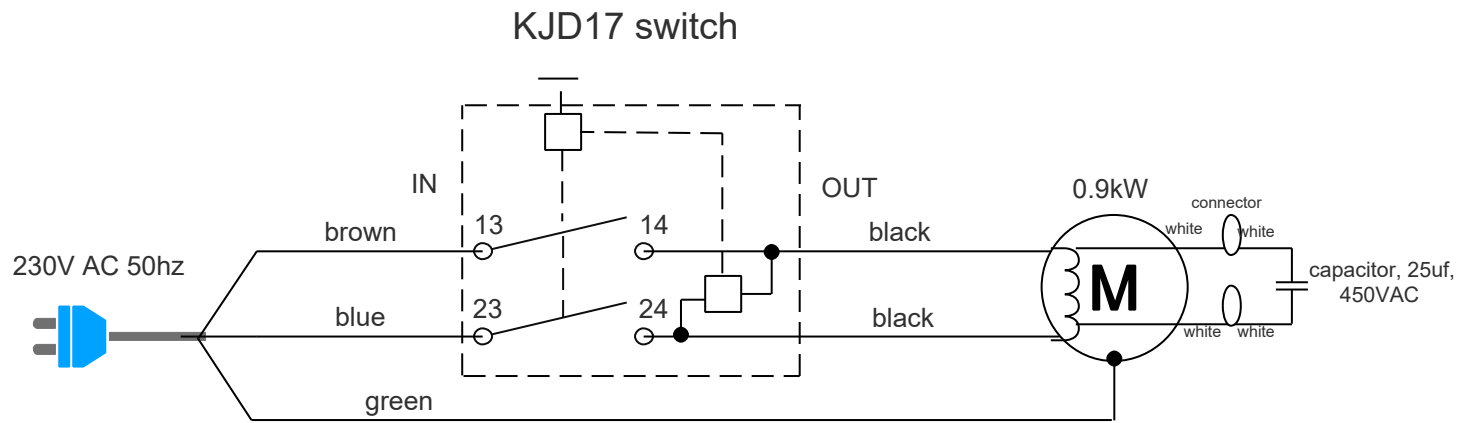 KJD17 switch
IN
OUT
0.9kW
connector
13
14
brown
black
white
white
230V AC 50hz
M
capacitor, 25uf,
450VAC
23
24
blue
black
white
white
green